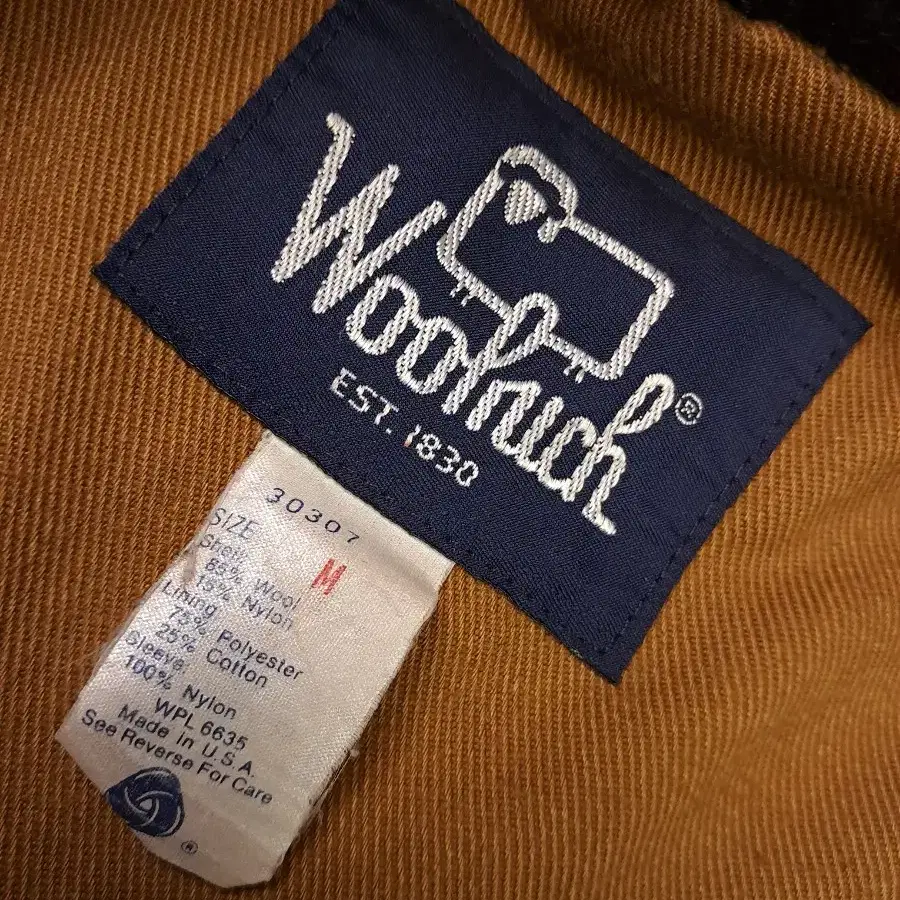 Woolrich®
EST. 1830
30307
SIZE M
Shell
85% Wool
15% Nylon
Lining
75% Polyester
25% Cotton
Sleeve.
100% Nylon
WPL 6635
Made In U.S.A.
See Reverse For Care
®